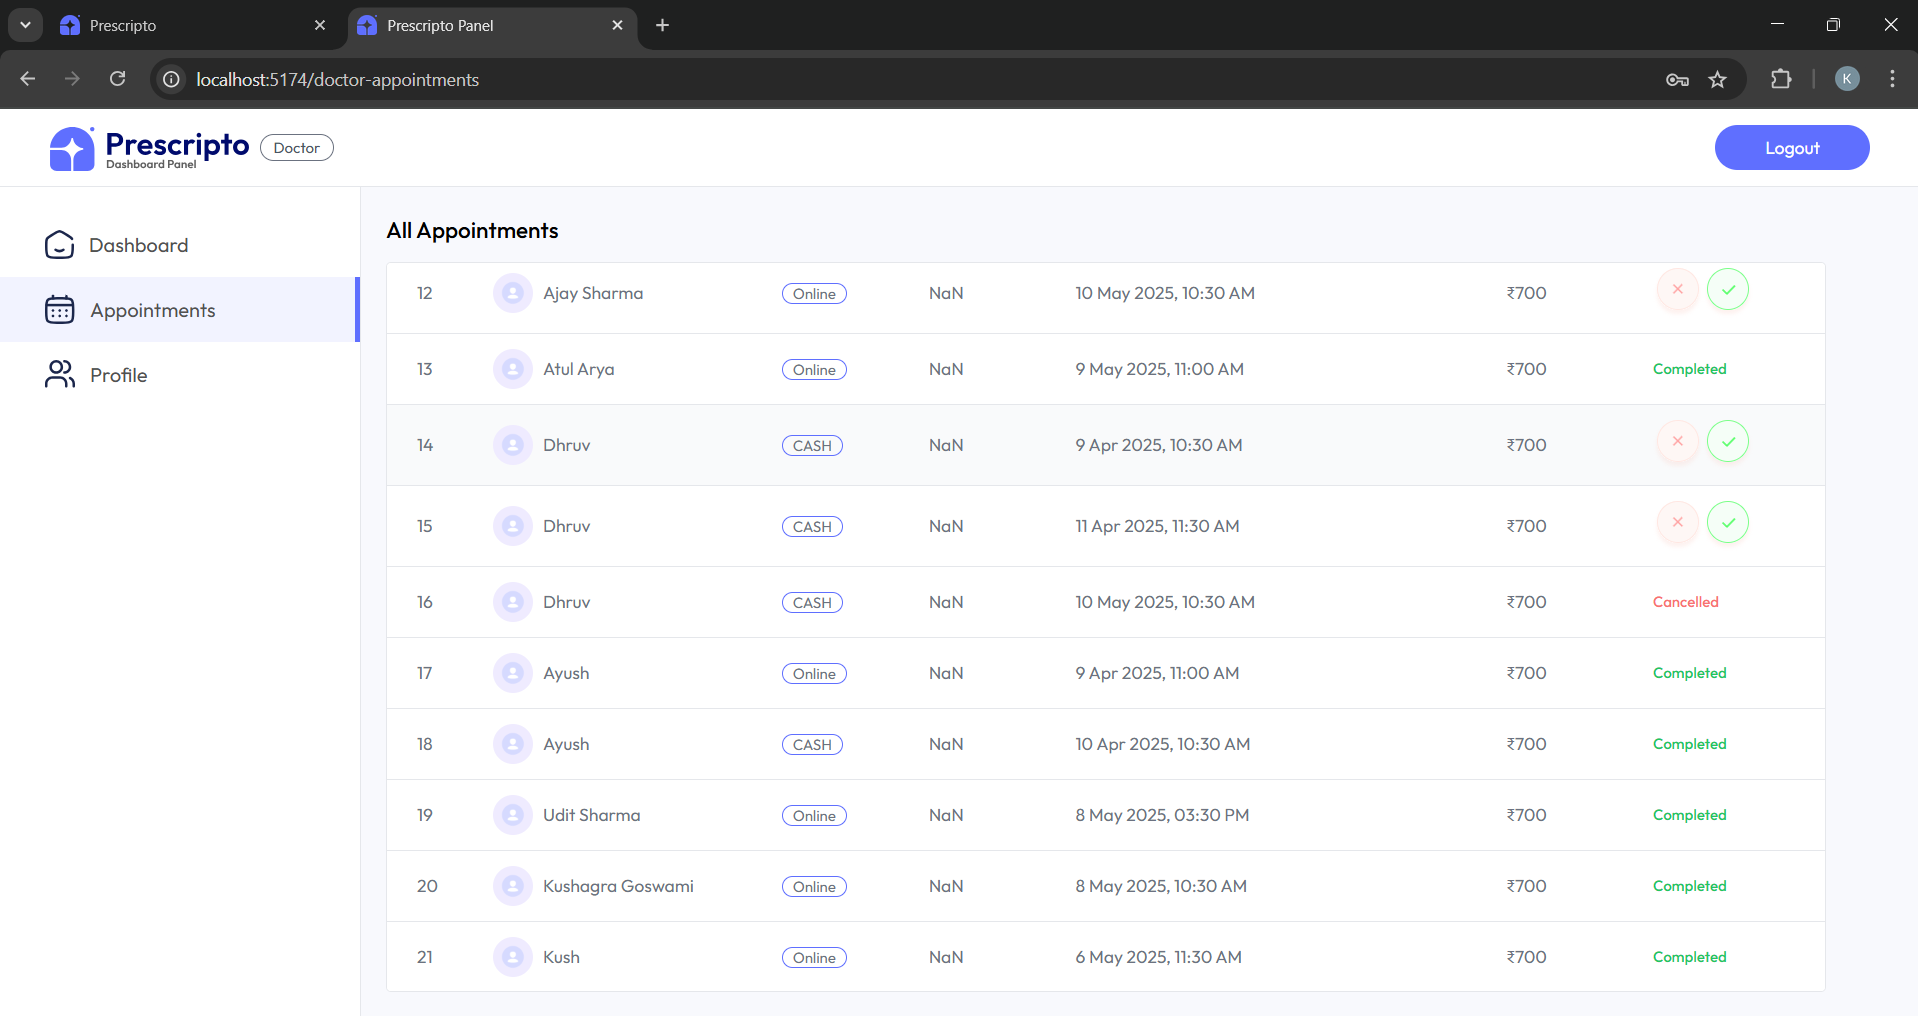 Prescripto
Prescripto Panel
localhost:5174/doctor-appointments
K
Prescripto
Dashboard Panel
Doctor
Logout
Dashboard
Appointments
Profile
All Appointments
12 Ajay Sharma Online NaN 10 May 2025, 10:30 AM ₹700
13 Atul Arya Online NaN 9 May 2025, 11:00 AM ₹700 Completed
14 Dhruv CASH NaN 9 Apr 2025, 10:30 AM ₹700
15 Dhruv CASH NaN 11 Apr 2025, 11:30 AM ₹700
16 Dhruv CASH NaN 10 May 2025, 10:30 AM ₹700 Cancelled
17 Ayush Online NaN 9 Apr 2025, 11:00 AM ₹700 Completed
18 Ayush CASH NaN 10 Apr 2025, 10:30 AM ₹700 Completed
19 Udit Sharma Online NaN 8 May 2025, 03:30 PM ₹700 Completed
20 Kushagra Goswami Online NaN 8 May 2025, 10:30 AM ₹700 Completed
21 Kush Online NaN 6 May 2025, 11:30 AM ₹700 Completed